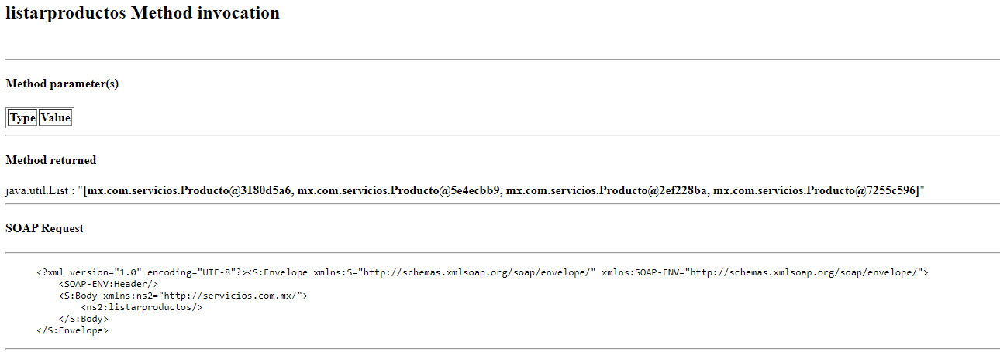 listarproductos Method invocation
Method parameter(s)
Type Value
Method returned
java.util.List : "[mx.com.servicios.Producto@3180d5a6, mx.com.servicios.Producto@5e4ecbb9, mx.com.servicios.Producto@2ef228ba, mx.com.servicios.Producto@7255c596]"
SOAP Request
<?xml version="1.0" encoding="UTF-8"?><S:Envelope xmlns:S="http://schemas.xmlsoap.org/soap/envelope/" xmlns:SOAP-ENV="http://schemas.xmlsoap.org/soap/envelope/">
<SOAP-ENV:Header/>
<S:Body xmlns:ns2="http://servicios.com.mx/">
<ns2:listarproductos/>
</S:Body>
</S:Envelope>